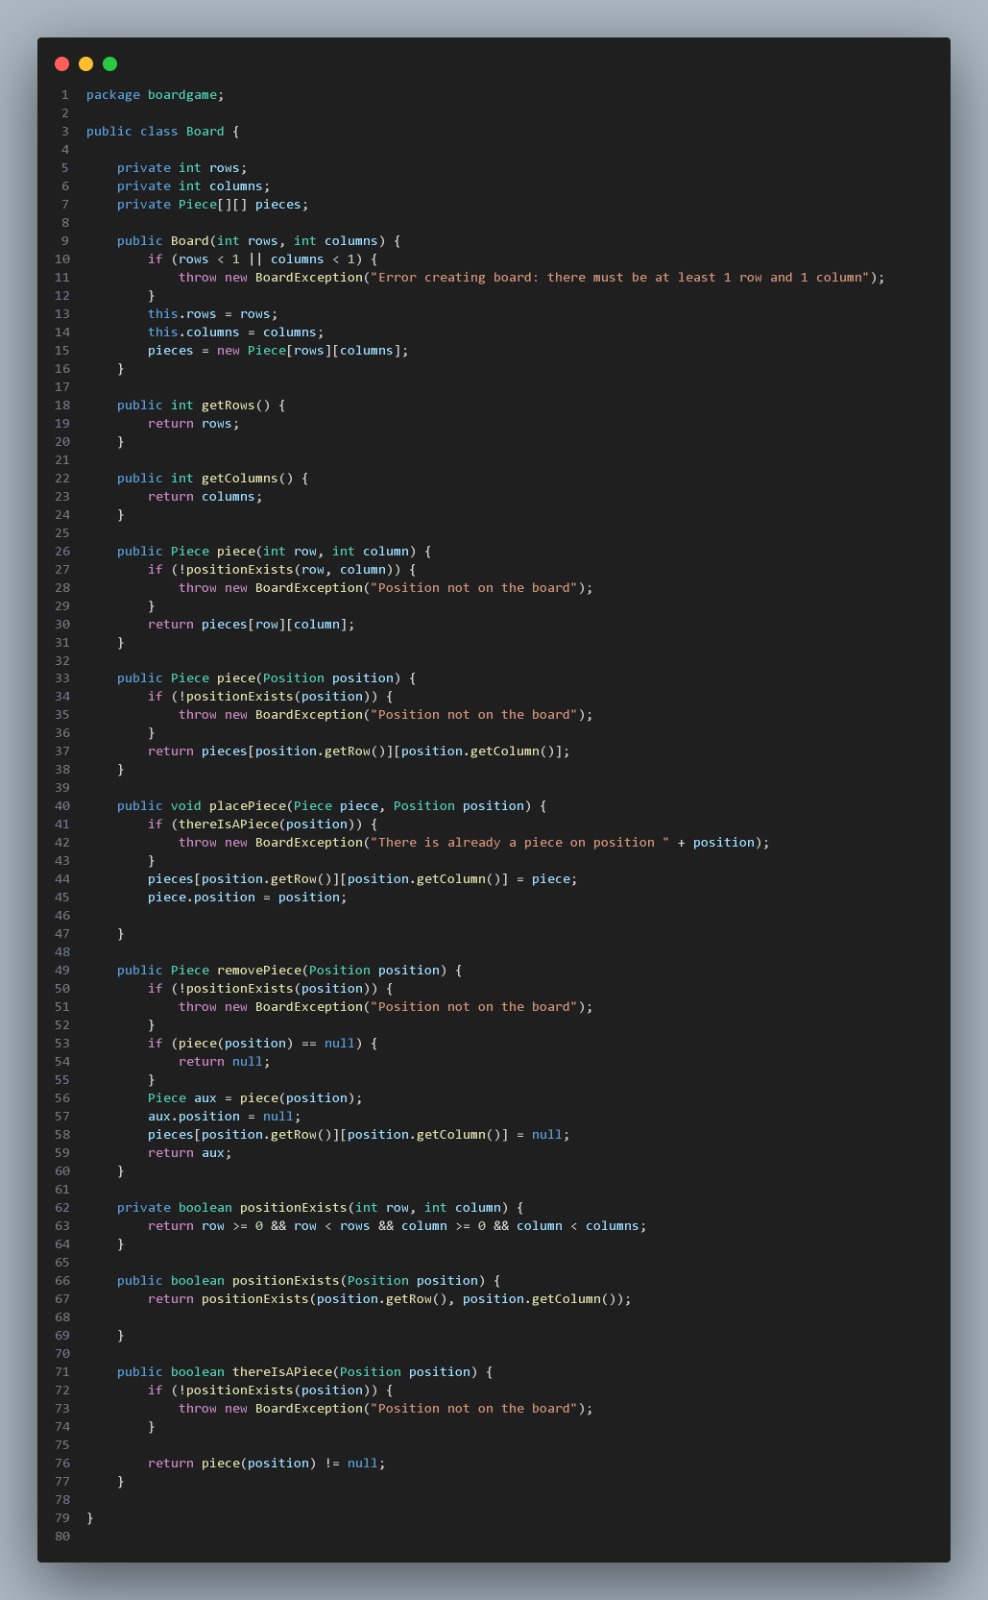 1 package boardgame;
2
3 public class Board {
4
5     private int rows;
6     private int columns;
7     private Piece[][] pieces;
8
9     public Board(int rows, int columns) {
10         if (rows < 1 || columns < 1) {
11             throw new BoardException("Error creating board: there must be at least 1 row and 1 column");
12         }
13         this.rows = rows;
14         this.columns = columns;
15         pieces = new Piece[rows][columns];
16     }
17
18     public int getRows() {
19         return rows;
20     }
21
22     public int getColumns() {
23         return columns;
24     }
25
26     public Piece piece(int row, int column) {
27         if (!positionExists(row, column)) {
28             throw new BoardException("Position not on the board");
29         }
30         return pieces[row][column];
31     }
32
33     public Piece piece(Position position) {
34         if (!positionExists(position)) {
35             throw new BoardException("Position not on the board");
36         }
37         return pieces[position.getRow()][position.getColumn()];
38     }
39
40     public void placePiece(Piece piece, Position position) {
41         if (thereIsAPiece(position)) {
42             throw new BoardException("There is already a piece on position " + position);
43         }
44         pieces[position.getRow()][position.getColumn()] = piece;
45         piece.position = position;
46
47     }
48
49     public Piece removePiece(Position position) {
50         if (!positionExists(position)) {
51             throw new BoardException("Position not on the board");
52         }
53         if (piece(position) == null) {
54             return null;
55         }
56         Piece aux = piece(position);
57         aux.position = null;
58         pieces[position.getRow()][position.getColumn()] = null;
59         return aux;
60     }
61
62     private boolean positionExists(int row, int column) {
63         return row >= 0 && row < rows && column >= 0 && column < columns;
64     }
65
66     public boolean positionExists(Position position) {
67         return positionExists(position.getRow(), position.getColumn());
68
69     }
70
71     public boolean thereIsAPiece(Position position) {
72         if (!positionExists(position)) {
73             throw new BoardException("Position not on the board");
74         }
75
76         return piece(position) != null;
77     }
78
79 }
80